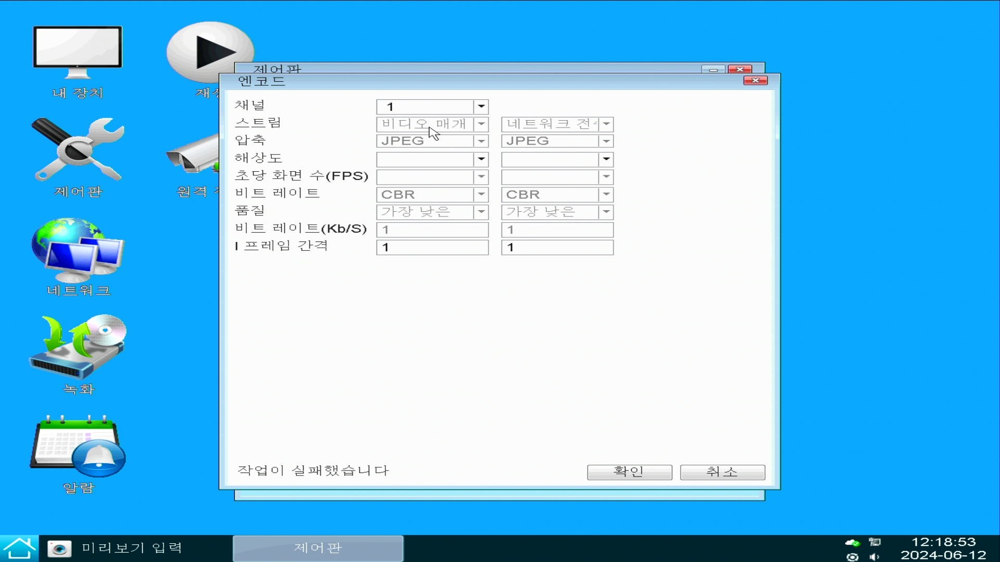 내 장치
제어판
엔코드
채널 1
스트림 비디오 매개 네트워크 전
압축 JPEG JPEG
해상도
초당 화면 수(FPS)
비트 레이트 CBR CBR
품질 가장 낮은 가장 낮은
비트 레이트(Kb/S) 1 1
I 프레임 간격 1 1
제어판
원격
네트워크
녹화
알람
작업이 실패했습니다
확인 취소
미리보기 입력
제어판
12:18:53
2024-06-12